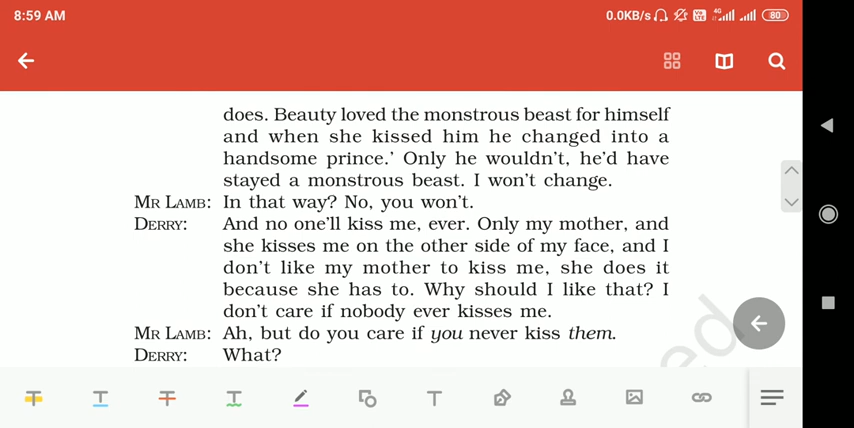 8:59 AM 0.0KB/s 4G 80
does. Beauty loved the monstrous beast for himself
and when she kissed him he changed into a
handsome prince.’ Only he wouldn’t, he’d have
stayed a monstrous beast. I won’t change.
MR LAMB: In that way? No, you won’t.
DERRY: And no one’ll kiss me, ever. Only my mother, and
she kisses me on the other side of my face, and I
don’t like my mother to kiss me, she does it
because she has to. Why should I like that? I
don’t care if nobody ever kisses me.
MR LAMB: Ah, but do you care if you never kiss them.
DERRY: What?